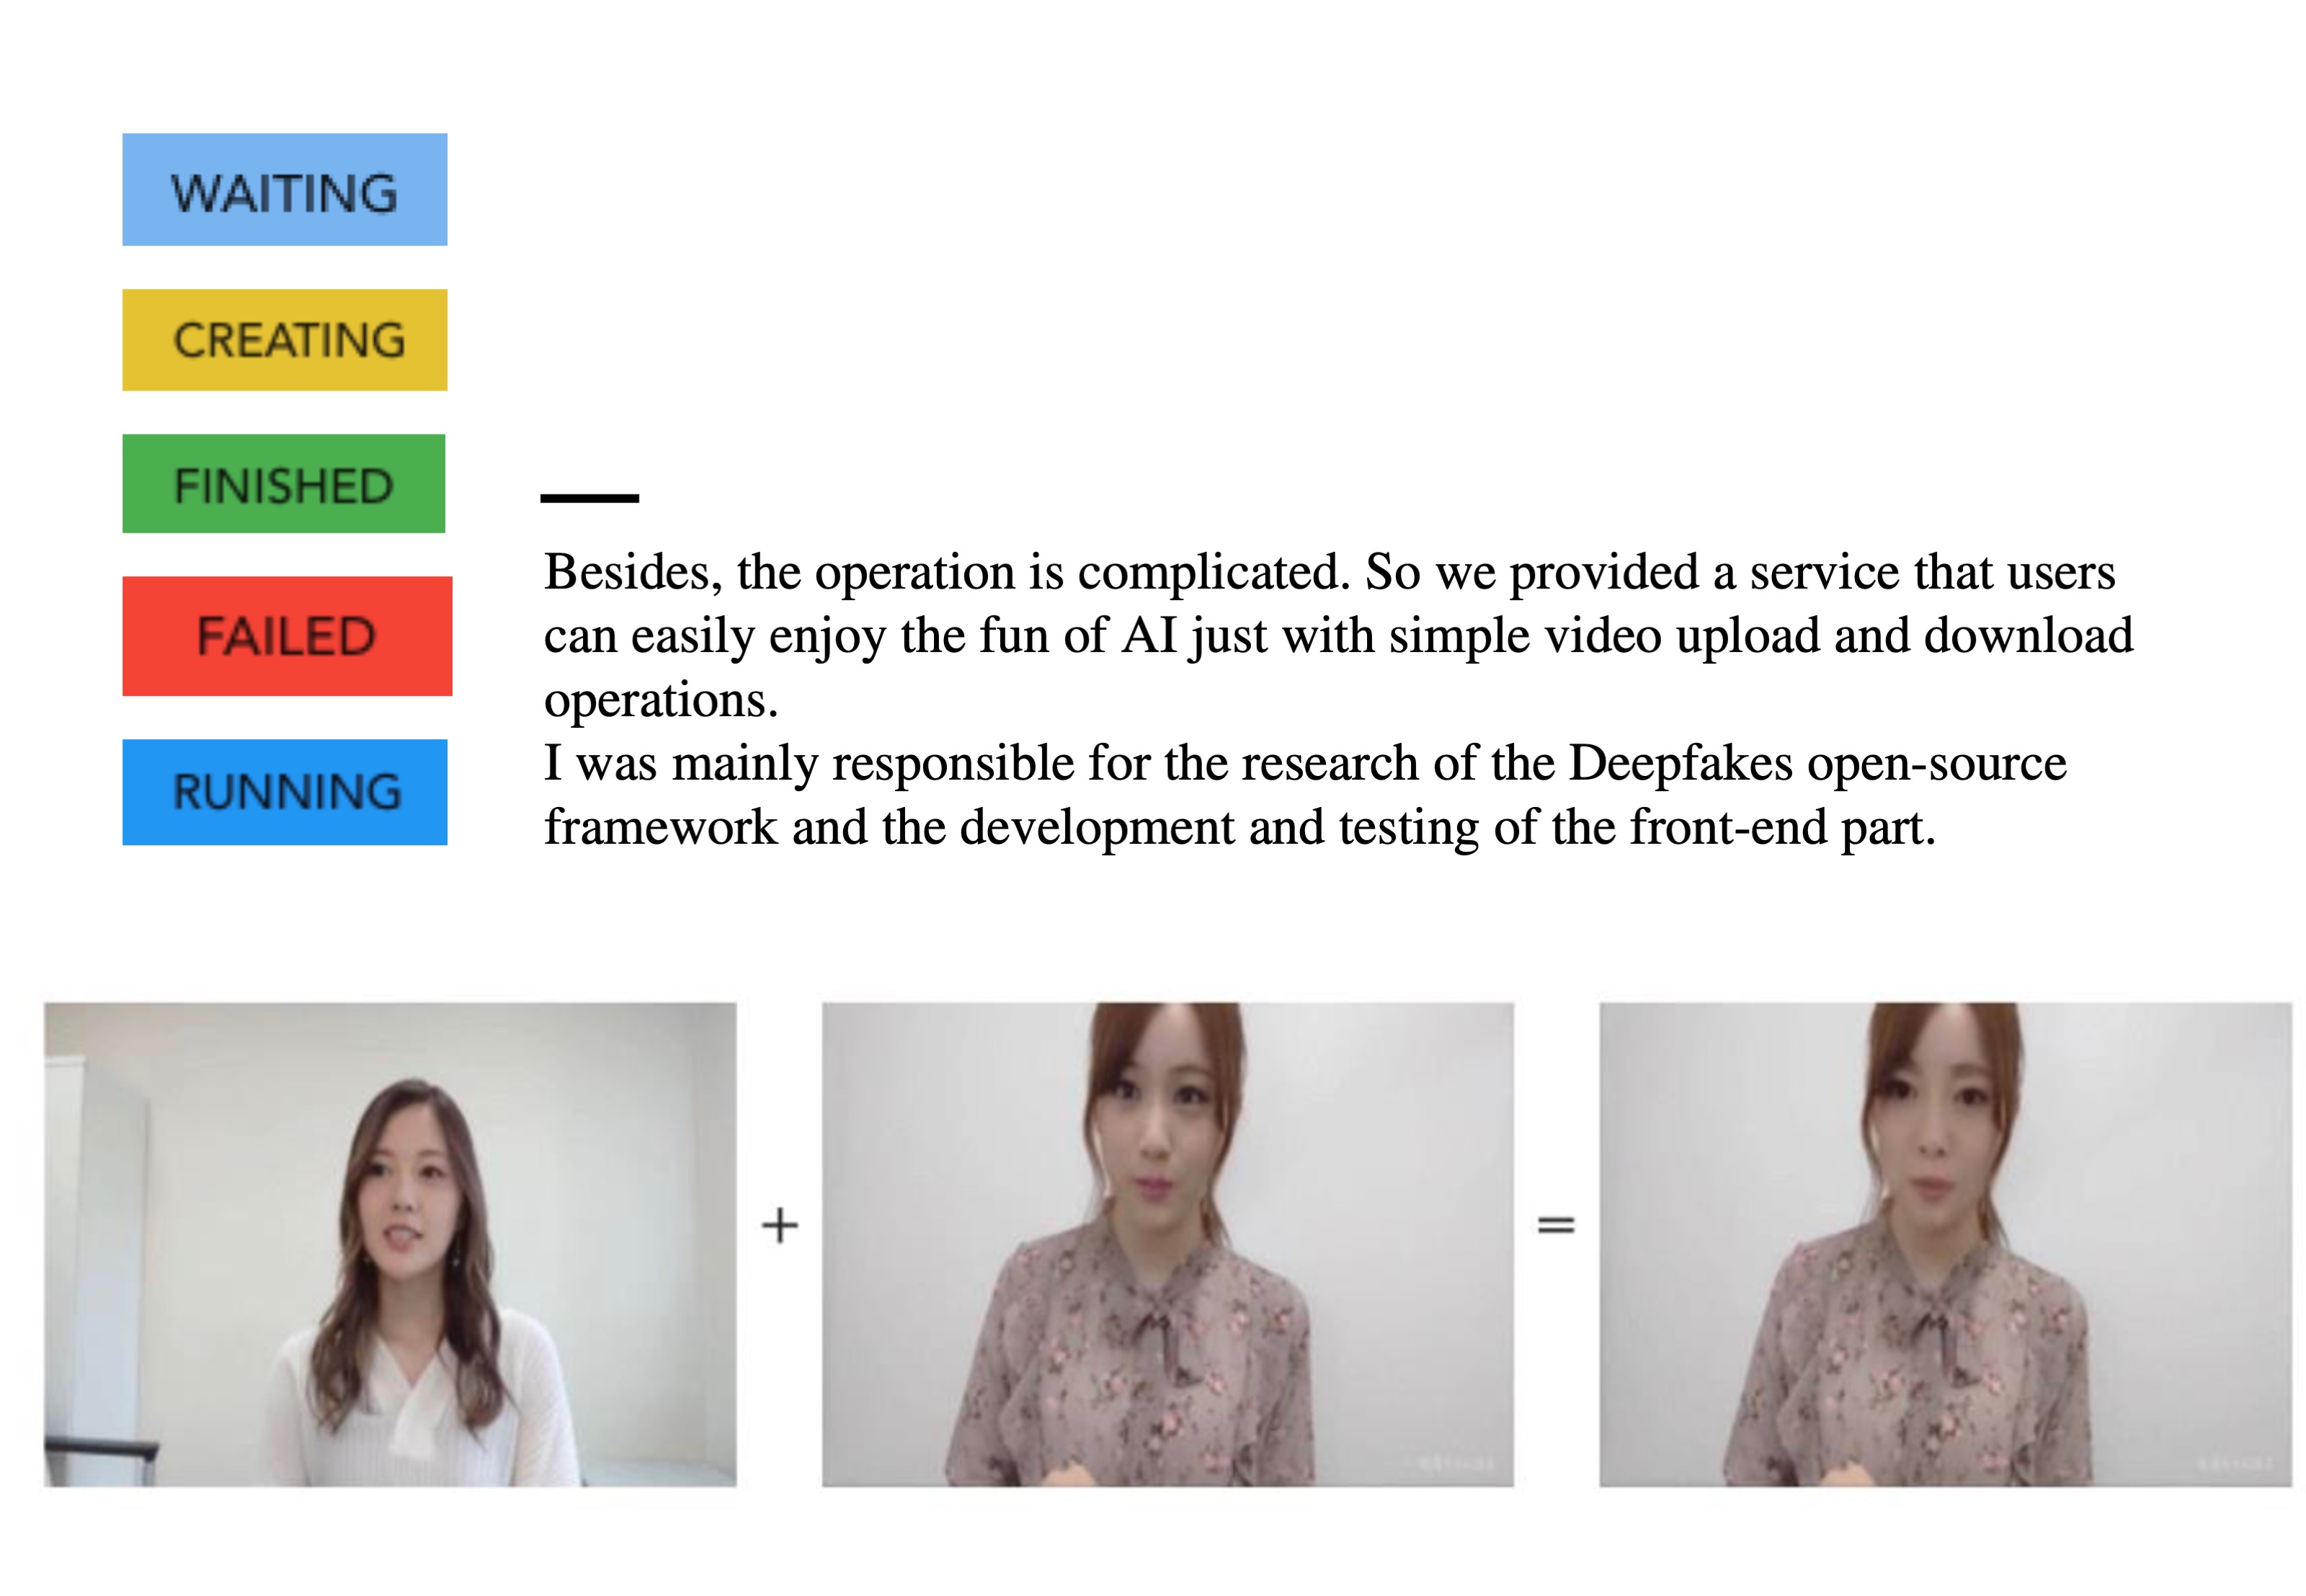 WAITING
CREATING
FINISHED
FAILED
RUNNING
Besides, the operation is complicated. So we provided a service that users
can easily enjoy the fun of AI just with simple video upload and download
operations.
I was mainly responsible for the research of the Deepfakes open-source
framework and the development and testing of the front-end part.
+
=